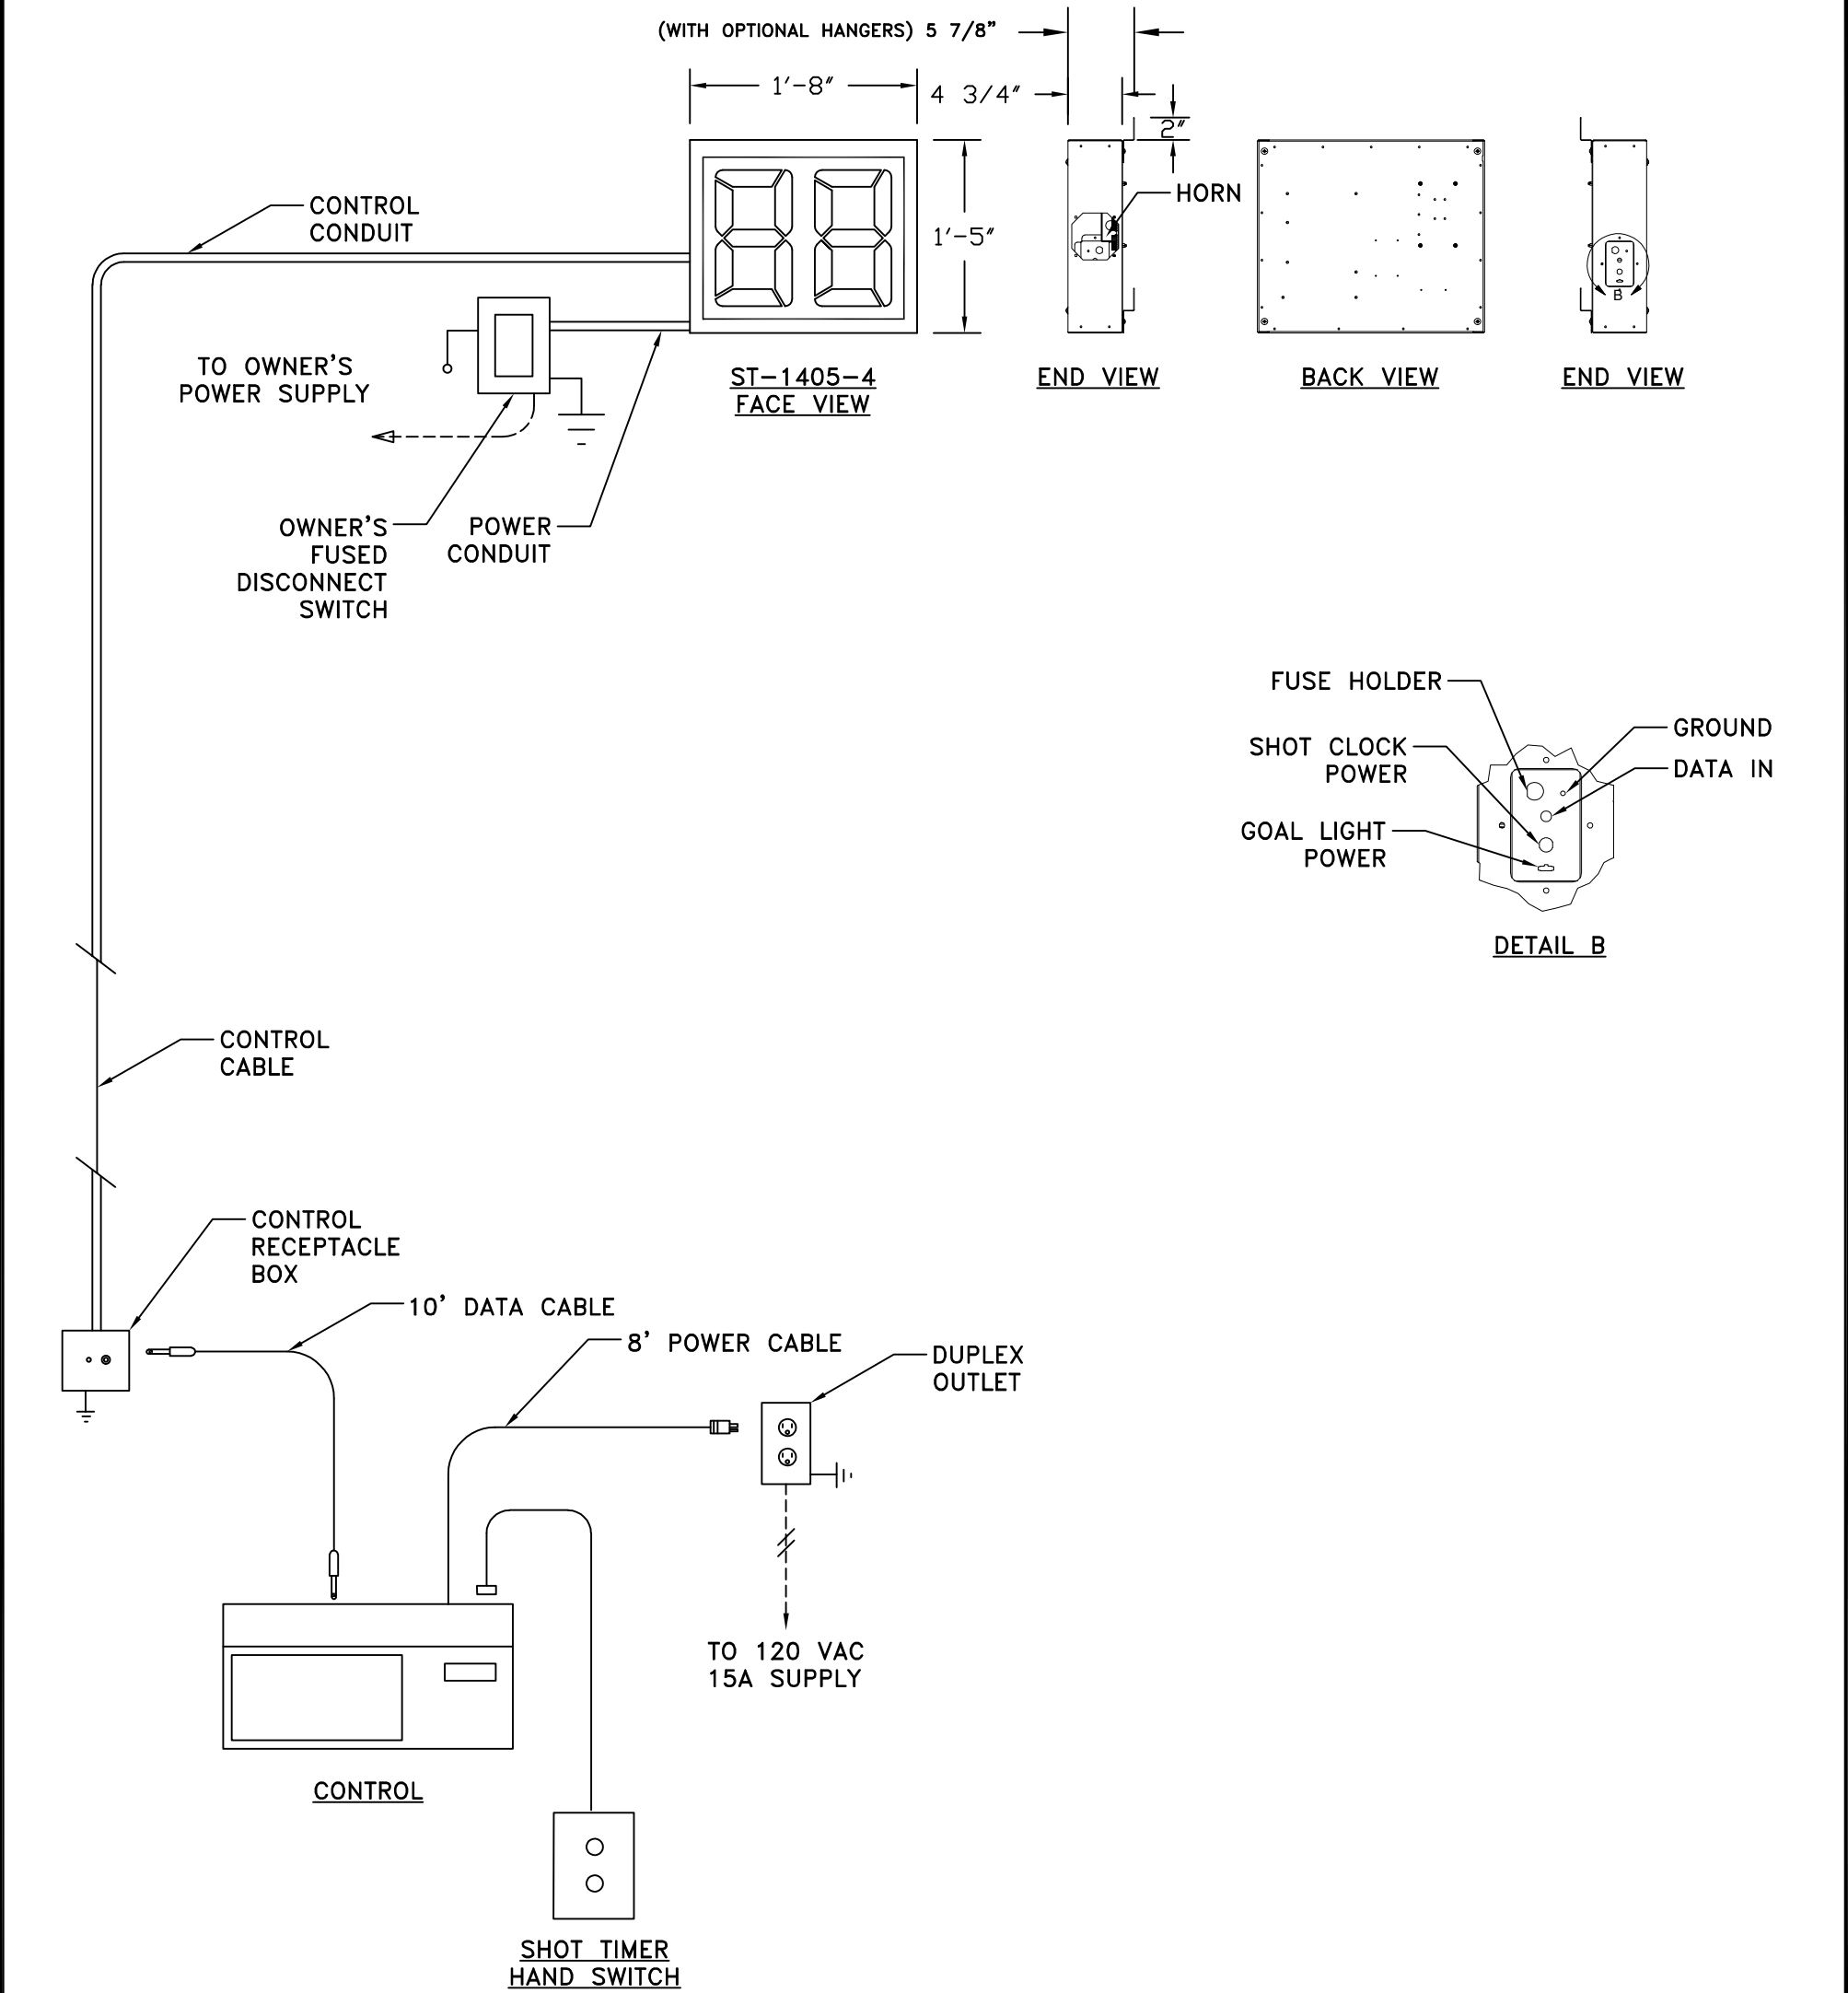 (WITH OPTIONAL HANGERS) 5 7/8"
1'-8"
4 3/4"
2"
HORN
1'-5"
CONTROL
CONDUIT
TO OWNER'S
POWER SUPPLY
ST-1405-4
FACE VIEW
END VIEW
BACK VIEW
B
END VIEW
OWNER'S
FUSED
DISCONNECT
SWITCH
POWER
CONDUIT
FUSE HOLDER
SHOT CLOCK
POWER
GOAL LIGHT
POWER
GROUND
DATA IN
DETAIL B
CONTROL
CABLE
CONTROL
RECEPTACLE
BOX
10' DATA CABLE
8' POWER CABLE
DUPLEX
OUTLET
TO 120 VAC
15A SUPPLY
CONTROL
SHOT TIMER
HAND SWITCH